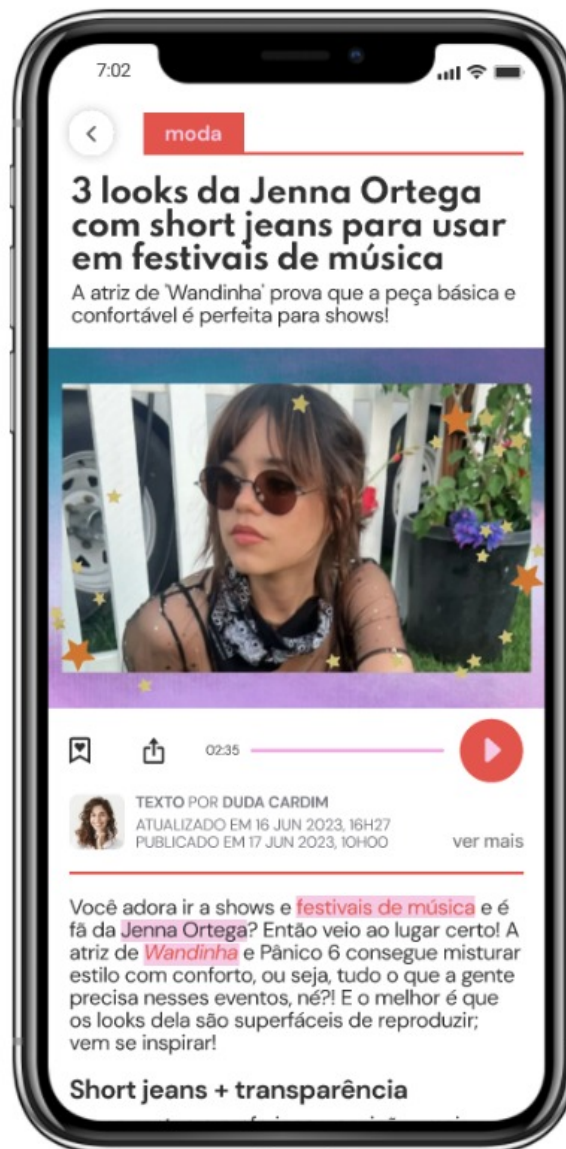 7:02
moda
3 looks da Jenna Ortega
com short jeans para usar
em festivais de música
A atriz de 'Wandinha' prova que a peça básica e
confortável é perfeita para shows!
02:35
TEXTO POR DUDA CARDIM
ATUALIZADO EM 16 JUN 2023, 16H27
PUBLICADO EM 17 JUN 2023, 10H00
ver mais
Você adora ir a shows e festivais de música e é
fã da Jenna Ortega? Então veio ao lugar certo! A
atriz de Wandinha e Pânico 6 consegue misturar
estilo com conforto, ou seja, tudo o que a gente
precisa nesses eventos, né?! E o melhor é que
os looks dela são superfáceis de reproduzir;
vem se inspirar!
Short jeans + transparência